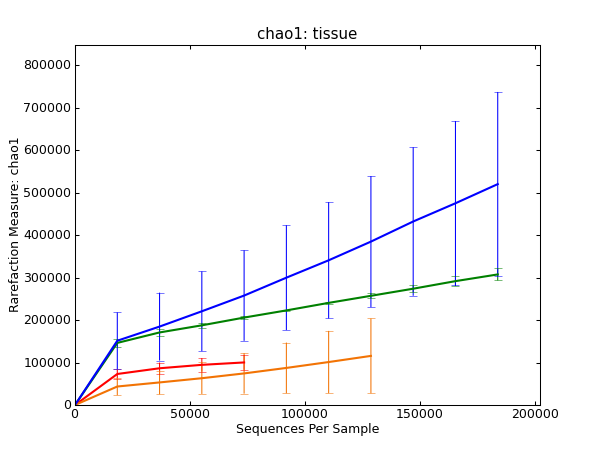 chao1: tissue
800000
700000
600000
500000
400000
300000
200000
100000
0
Rarefaction Measure: chao1
0 50000 100000 150000 200000
Sequences Per Sample